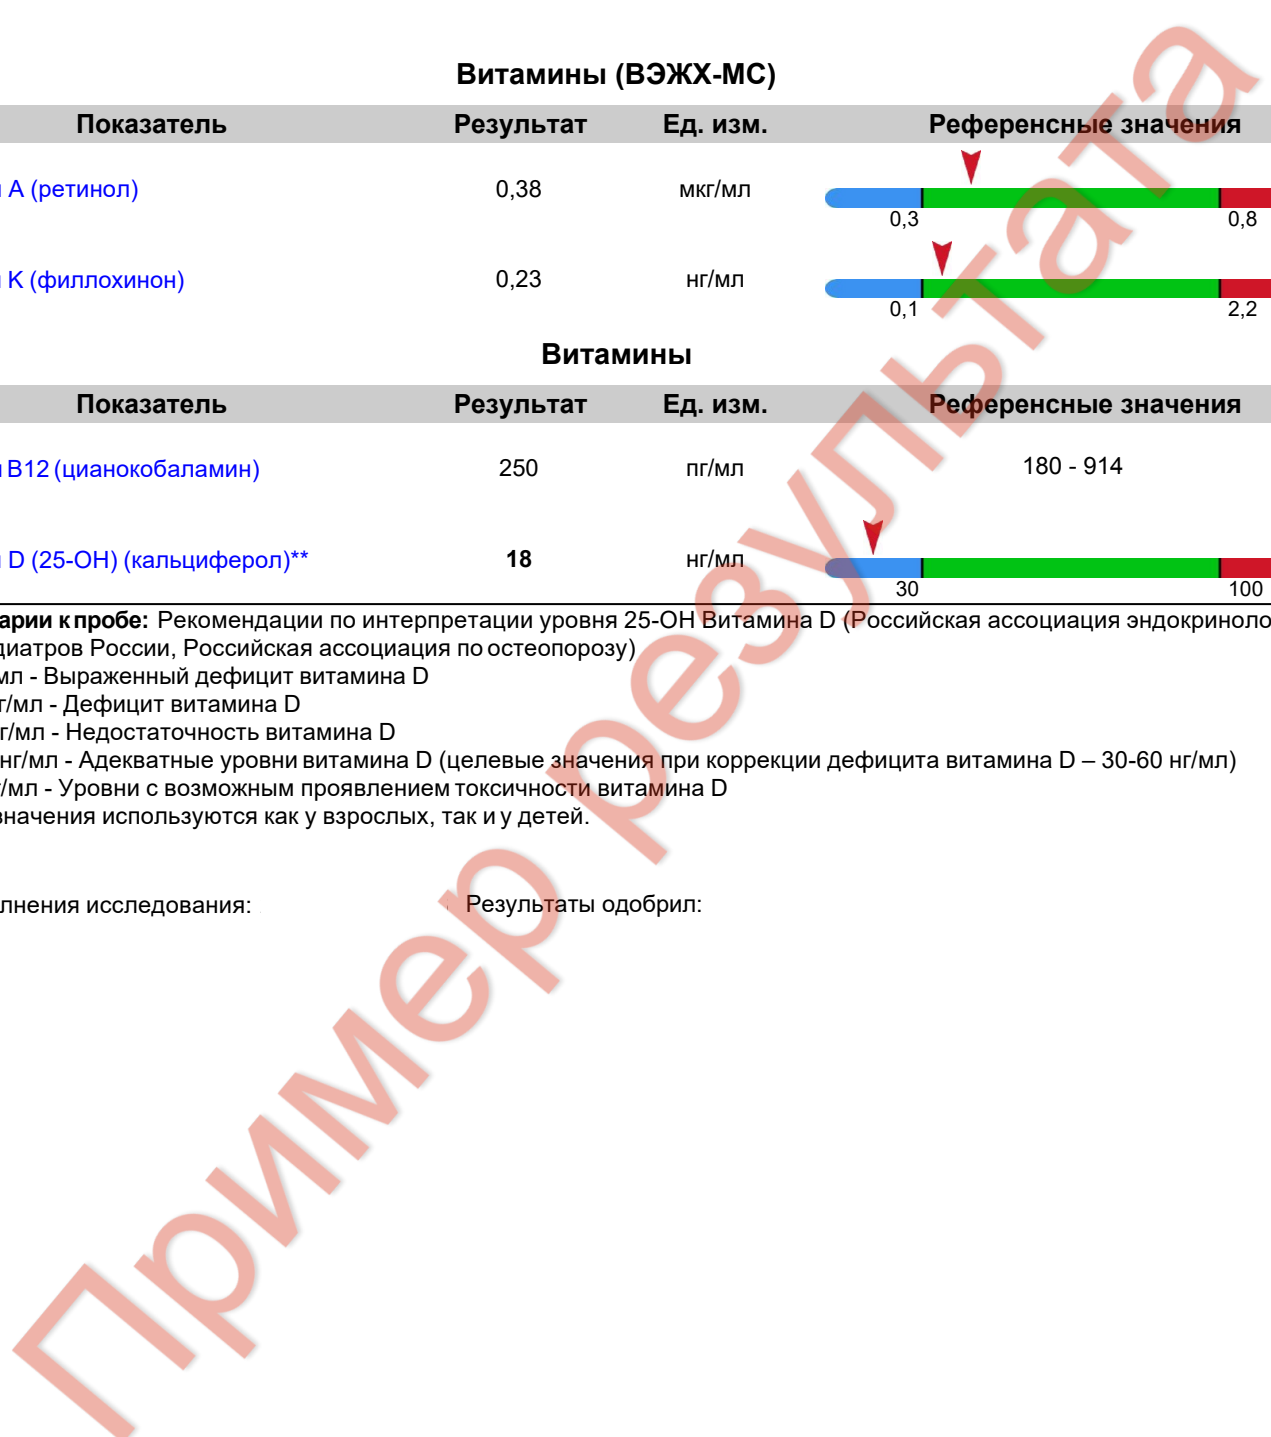 Витамины (ВЭЖХ-МС)
Показатель Результат Ед. изм. Референсные значения
А (ретинол) 0,38 мкг/мл
0,3 0,8
К (филлохинон) 0,23 нг/мл
0,1 2,2
Витамины
Показатель Результат Ед. изм. Референсные значения
В12 (цианокобаламин) 250 пг/мл 180 - 914
D (25-ОН) (кальциферол)** 18 нг/мл
30 100
арии к пробе: Рекомендации по интерпретации уровня 25-ОН Витамина D (Российская ассоциация эндокриноло
диатров России, Российская ассоциация по остеопорозу)
мл - Выраженный дефицит витамина D
г/мл - Дефицит витамина D
г/мл - Недостаточность витамина D
нг/мл - Адекватные уровни витамина D (целевые значения при коррекции дефицита витамина D – 30-60 нг/мл)
г/мл - Уровни с возможным проявлением токсичности витамина D
значения используются как у взрослых, так и у детей.
лнения исследования: Результаты одобрил:
Пример результата